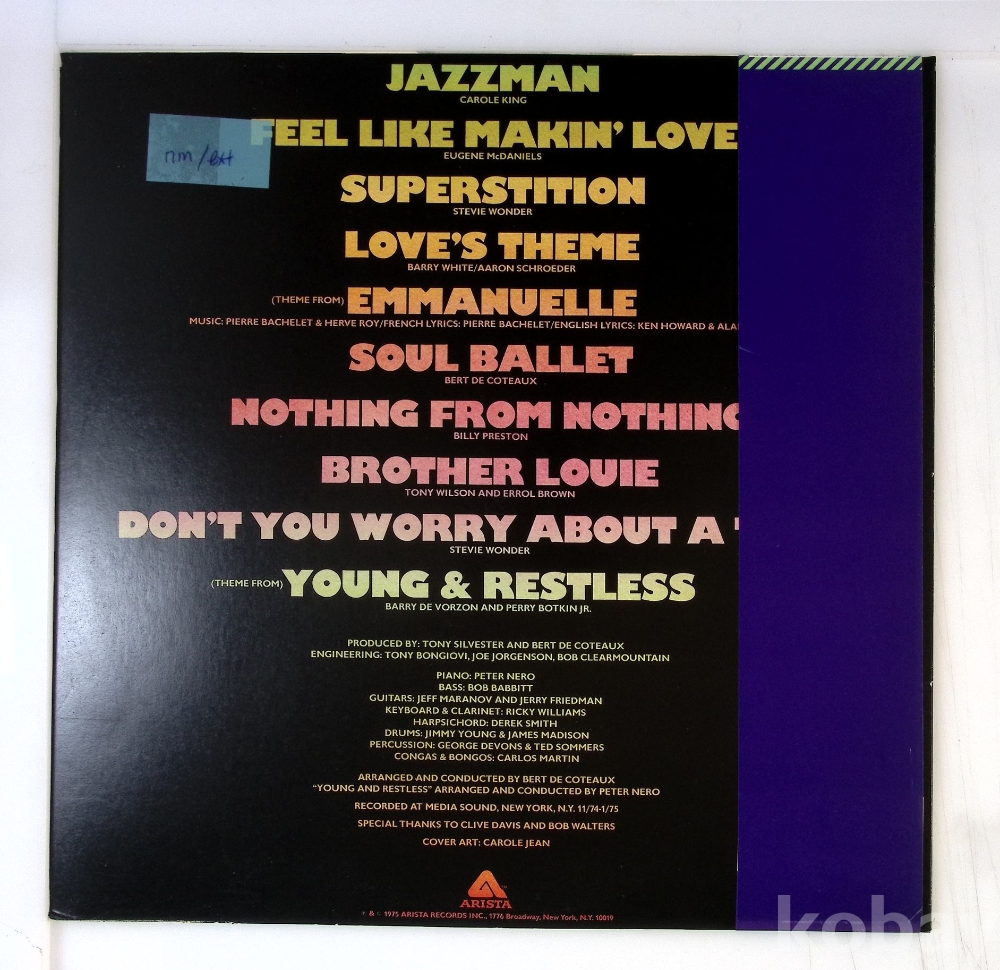 JAZZMAN
CAROLE KING
FEEL LIKE MAKIN' LOVE
EUGENE McDANIELS
nm/ext
SUPERSTITION
STEVIE WONDER
LOVE'S THEME
BARRY WHITE/AARON SCHROEDER
(THEME FROM) EMMANUELLE
MUSIC: PIERRE BACHELET & HERVE ROY/FRENCH LYRICS: PIERRE BACHELET/ENGLISH LYRICS: KEN HOWARD & ALA
SOUL BALLET
BERT DE COTEAUX
NOTHING FROM NOTHING
BILLY PRESTON
BROTHER LOUIE
TONY WILSON AND ERROL BROWN
DON'T YOU WORRY ABOUT A '
STEVIE WONDER
(THEME FROM) YOUNG & RESTLESS
BARRY DE VORZON AND PERRY BOTKIN JR.
PRODUCED BY: TONY SILVESTER AND BERT DE COTEAUX
ENGINEERING: TONY BONGIOVI, JOE JORGENSON, BOB CLEARMOUNTAIN
PIANO: PETER NERO
BASS: BOB BABBITT
GUITARS: JEFF MARANOV AND JERRY FRIEDMAN
KEYBOARD & CLARINET: RICKY WILLIAMS
HARPSICHORD: DEREK SMITH
DRUMS: JIMMY YOUNG & JAMES MADISON
PERCUSSION: GEORGE DEVONS & TED SOMMERS
CONGAS & BONGOS: CARLOS MARTIN
ARRANGED AND CONDUCTED BY BERT DE COTEAUX
"YOUNG AND RESTLESS" ARRANGED AND CONDUCTED BY PETER NERO
RECORDED AT MEDIA SOUND, NEW YORK, N.Y. 11/74-1/75
SPECIAL THANKS TO CLIVE DAVIS AND BOB WALTERS
COVER ART: CAROLE JEAN
ARISTA
& 1975 ARISTA RECORDS INC., 1776 Broadway, New York, N.Y. 10019
koba